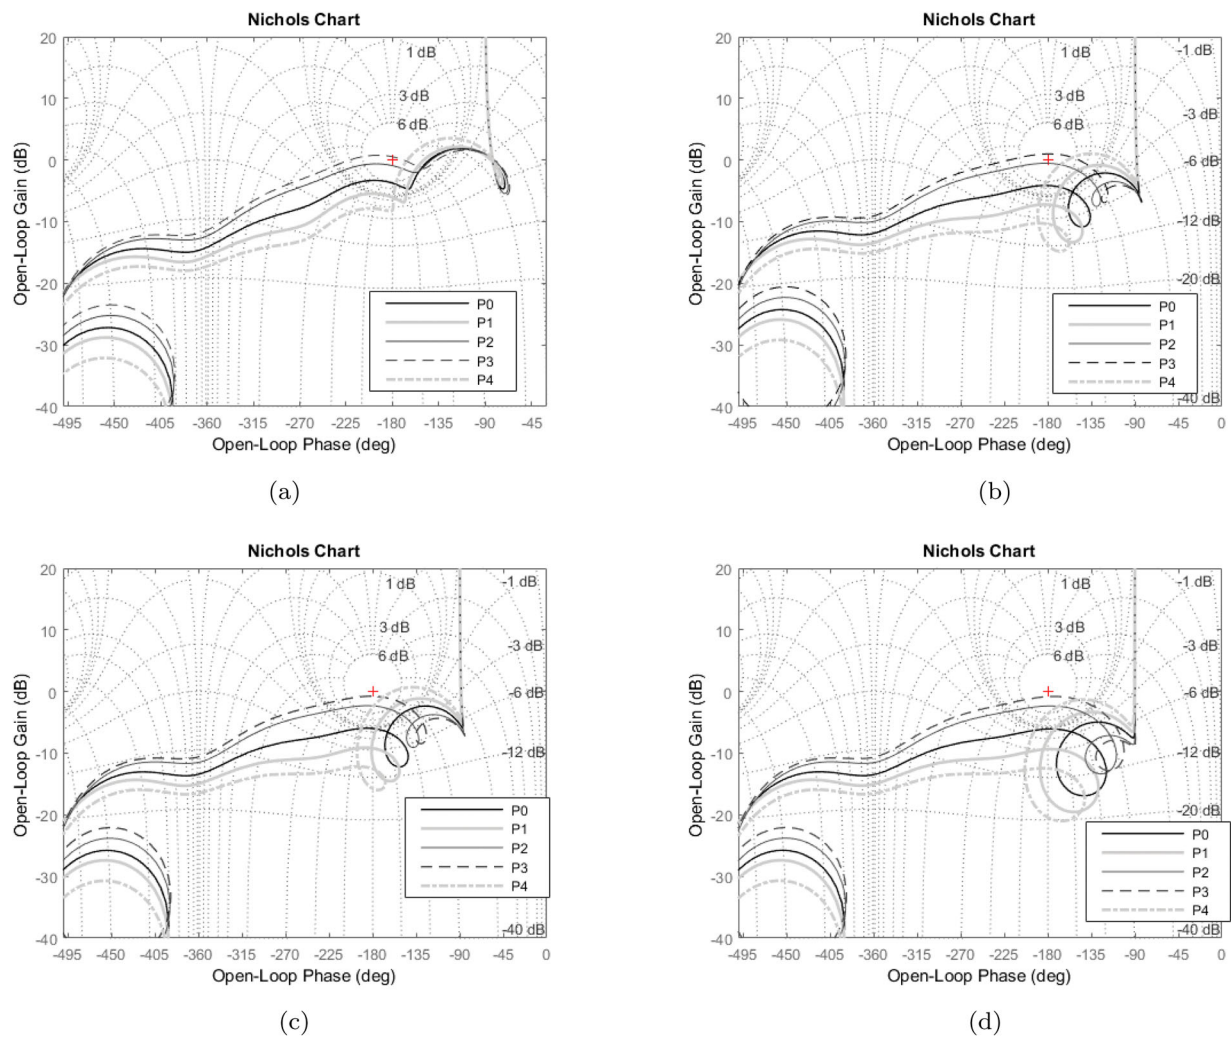 Nichols Chart
20
10
0
-10
-20
-30
-40
Open-Loop Gain (dB)
1 dB
3 dB
6 dB
P0
P1
P2
P3
P4
-495 -450 -405 -360 -315 -270 -225 -180 -135 -90 -45
Open-Loop Phase (deg)
(a)
Nichols Chart
20
10
0
-10
-20
-30
-40
Open-Loop Gain (dB)
1 dB
3 dB
6 dB
-1 dB
-3 dB
-6 dB
-12 dB
-20 dB
-40 dB
P0
P1
P2
P3
P4
-495 -450 -405 -360 -315 -270 -225 -180 -135 -90 -45 0
Open-Loop Phase (deg)
(b)
Nichols Chart
20
10
0
-10
-20
-30
-40
Open-Loop Gain (dB)
1 dB
3 dB
6 dB
-1 dB
-3 dB
-6 dB
-12 dB
-20 dB
-40 dB
P0
P1
P2
P3
P4
-495 -450 -405 -360 -315 -270 -225 -180 -135 -90 -45 0
Open-Loop Phase (deg)
(c)
Nichols Chart
20
10
0
-10
-20
-30
-40
Open-Loop Gain (dB)
1 dB
3 dB
6 dB
-1 dB
-3 dB
-6 dB
-12 dB
-20 dB
-40 dB
P0
P1
P2
P3
P4
-495 -450 -405 -360 -315 -270 -225 -180 -135 -90 -45 0
Open-Loop Phase (deg)
(d)